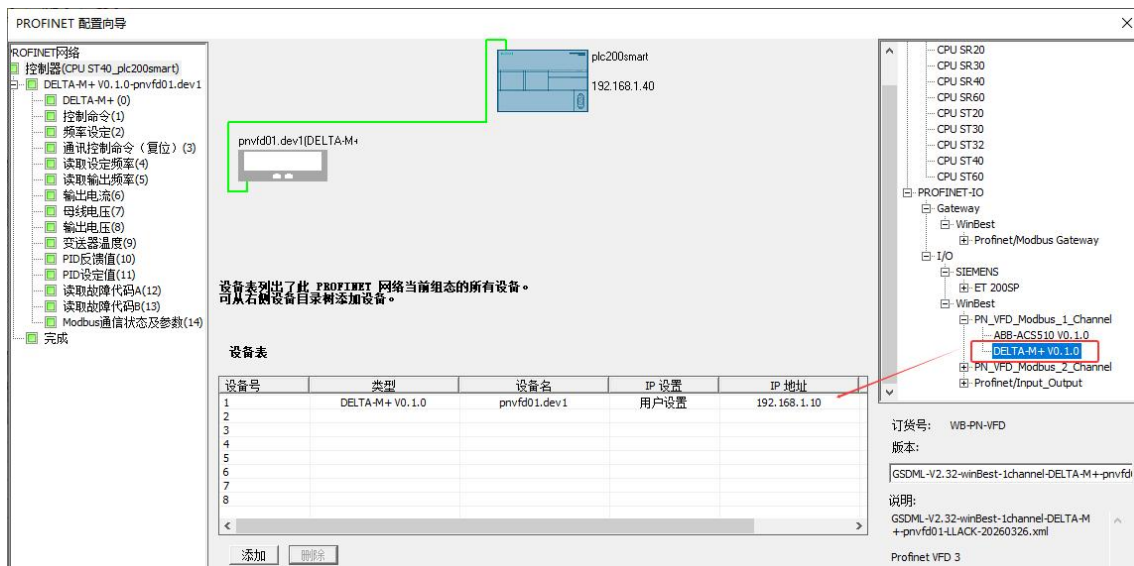 PROFINET 配置向导
ROFINET网络
控制器(CPU ST40_plc200smart)
DELTA-M+ V0.1.0-pnvfd01.dev1
DELTA-M+ (0)
控制命令(1)
频率设定(2)
通讯控制命令（复位）(3)
读取设定频率(4)
读取输出频率(5)
输出电流(6)
母线电压(7)
输出电压(8)
变送器温度(9)
PID反馈值(10)
PID设定值(11)
读取故障代码A(12)
读取故障代码B(13)
Modbus通信状态及参数(14)
完成
plc200smart
192.168.1.40
pnvfd01.dev1(DELTA-M+
设备表列出了此 PROFINET 网络当前组态的所有设备。
可从右侧设备目录树添加设备。
设备表
设备号 类型 设备名 IP 设置 IP 地址
1 DELTA-M+ V0.1.0 pnvfd01.dev1 用户设置 192.168.1.10
2
3
4
5
6
7
8
添加 删除
CPU SR20
CPU SR30
CPU SR40
CPU SR60
CPU ST20
CPU ST30
CPU ST32
CPU ST40
CPU ST60
PROFINET-IO
Gateway
WinBest
Profinet/Modbus Gateway
I/O
SIEMENS
ET 200SP
WinBest
PN_VFD_Modbus_1_Channel
ABB-ACS510 V0.1.0
DELTA-M+ V0.1.0
PN_VFD_Modbus_2_Channel
Profinet/Input_Output
订货号: WB-PN-VFD
版本:
GSDML-V2.32-winBest-1channel-DELTA-M+-pnvfd
说明:
GSDML-V2.32-winBest-1channel-DELTA-M
+-pnvfd01-LLACK-20260326.xml
Profinet VFD 3